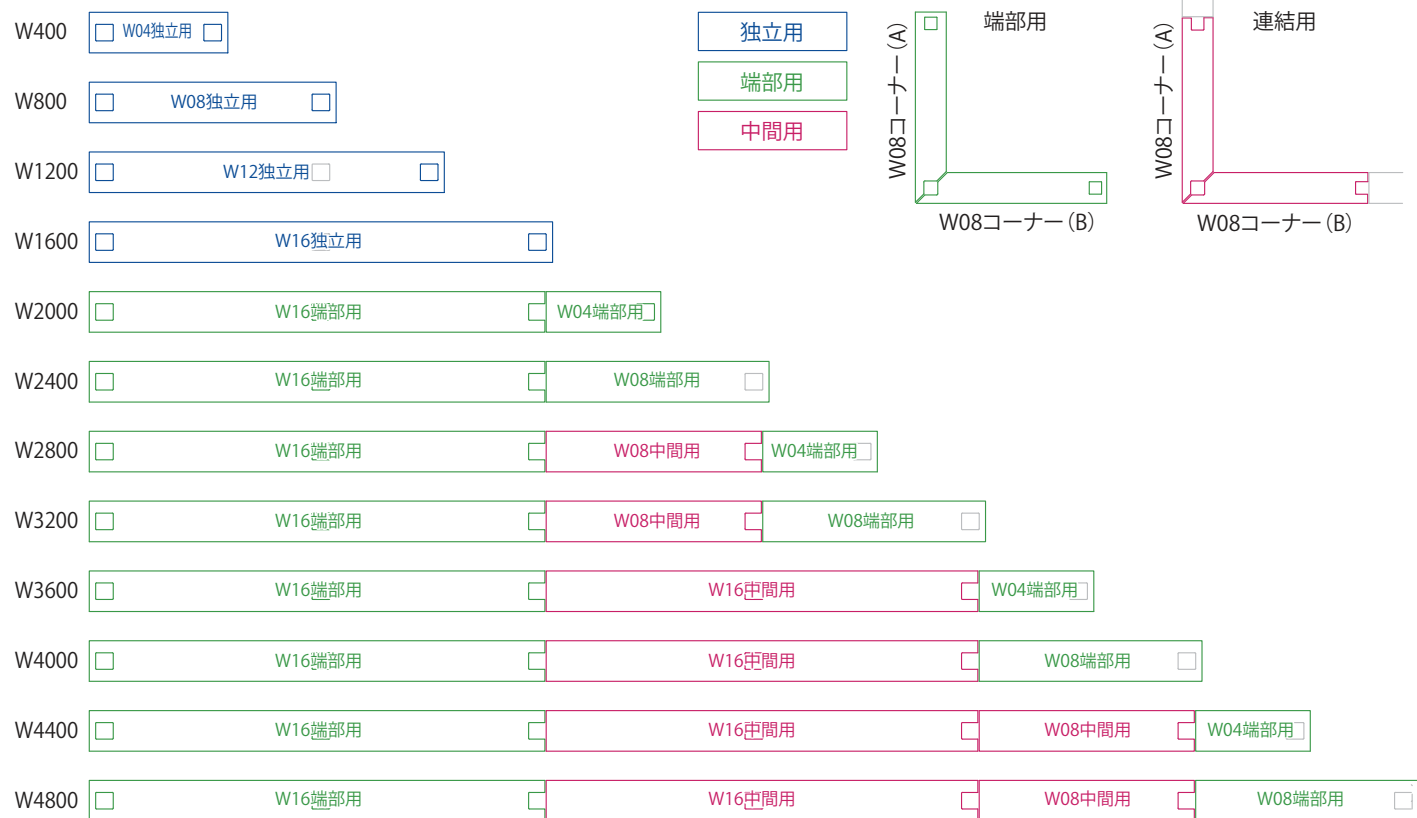 W400 W04独立用
W800 W08独立用
W1200 W12独立用
W1600 W16独立用
W2000 W16端部用 W04端部用
W2400 W16端部用 W08端部用
W2800 W16端部用 W08中間用 W04端部用
W3200 W16端部用 W08中間用 W08端部用
W3600 W16端部用 W16中間用 W04端部用
W4000 W16端部用 W16中間用 W08端部用
W4400 W16端部用 W16中間用 W08中間用 W04端部用
W4800 W16端部用 W16中間用 W08中間用 W08端部用
独立用
端部用
中間用
端部用
W08コーナー（A）
W08コーナー（B）
連結用
W08コーナー（A）
W08コーナー（B）